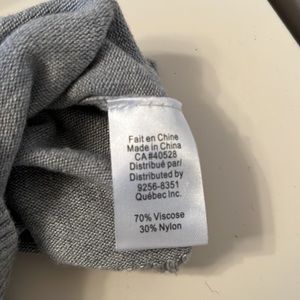 Fait en Chine
Made in China
CA#40528
Distribué par/
Distributed by
9256-8351
Québec Inc.
70% Viscose
30% Nylon